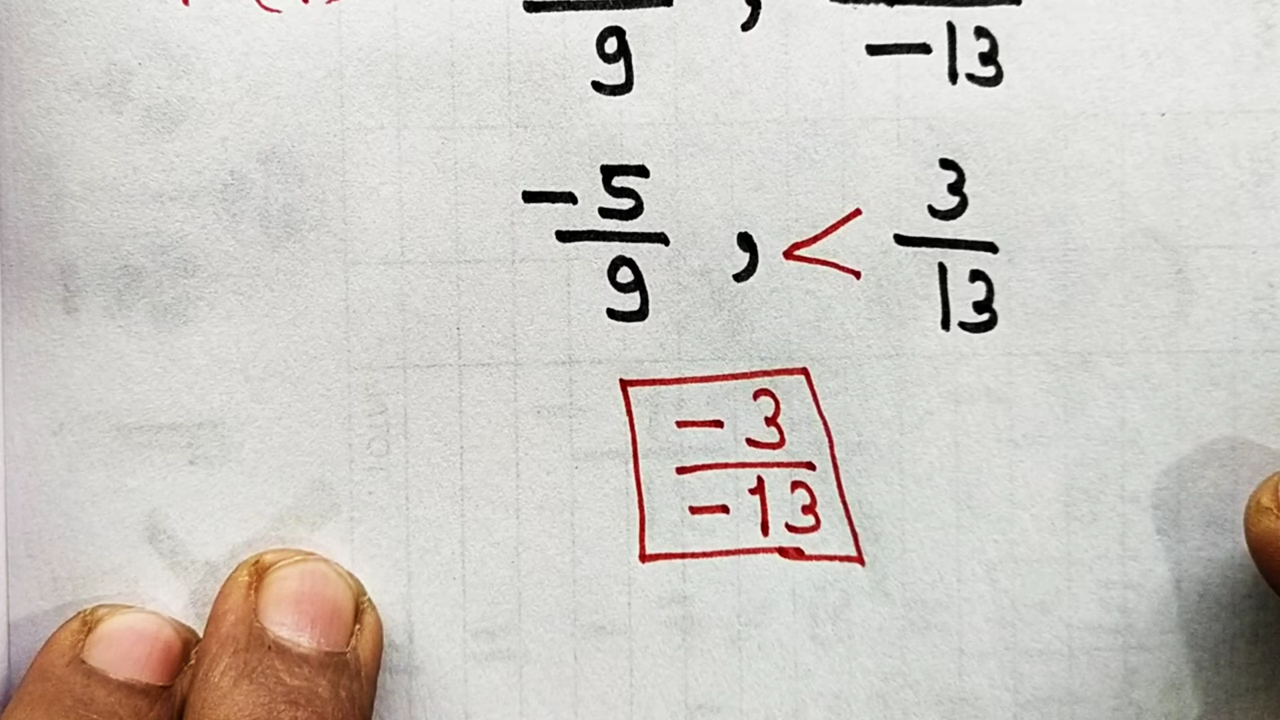 9 , -13
-5/9 , < 3/13
-3/-13